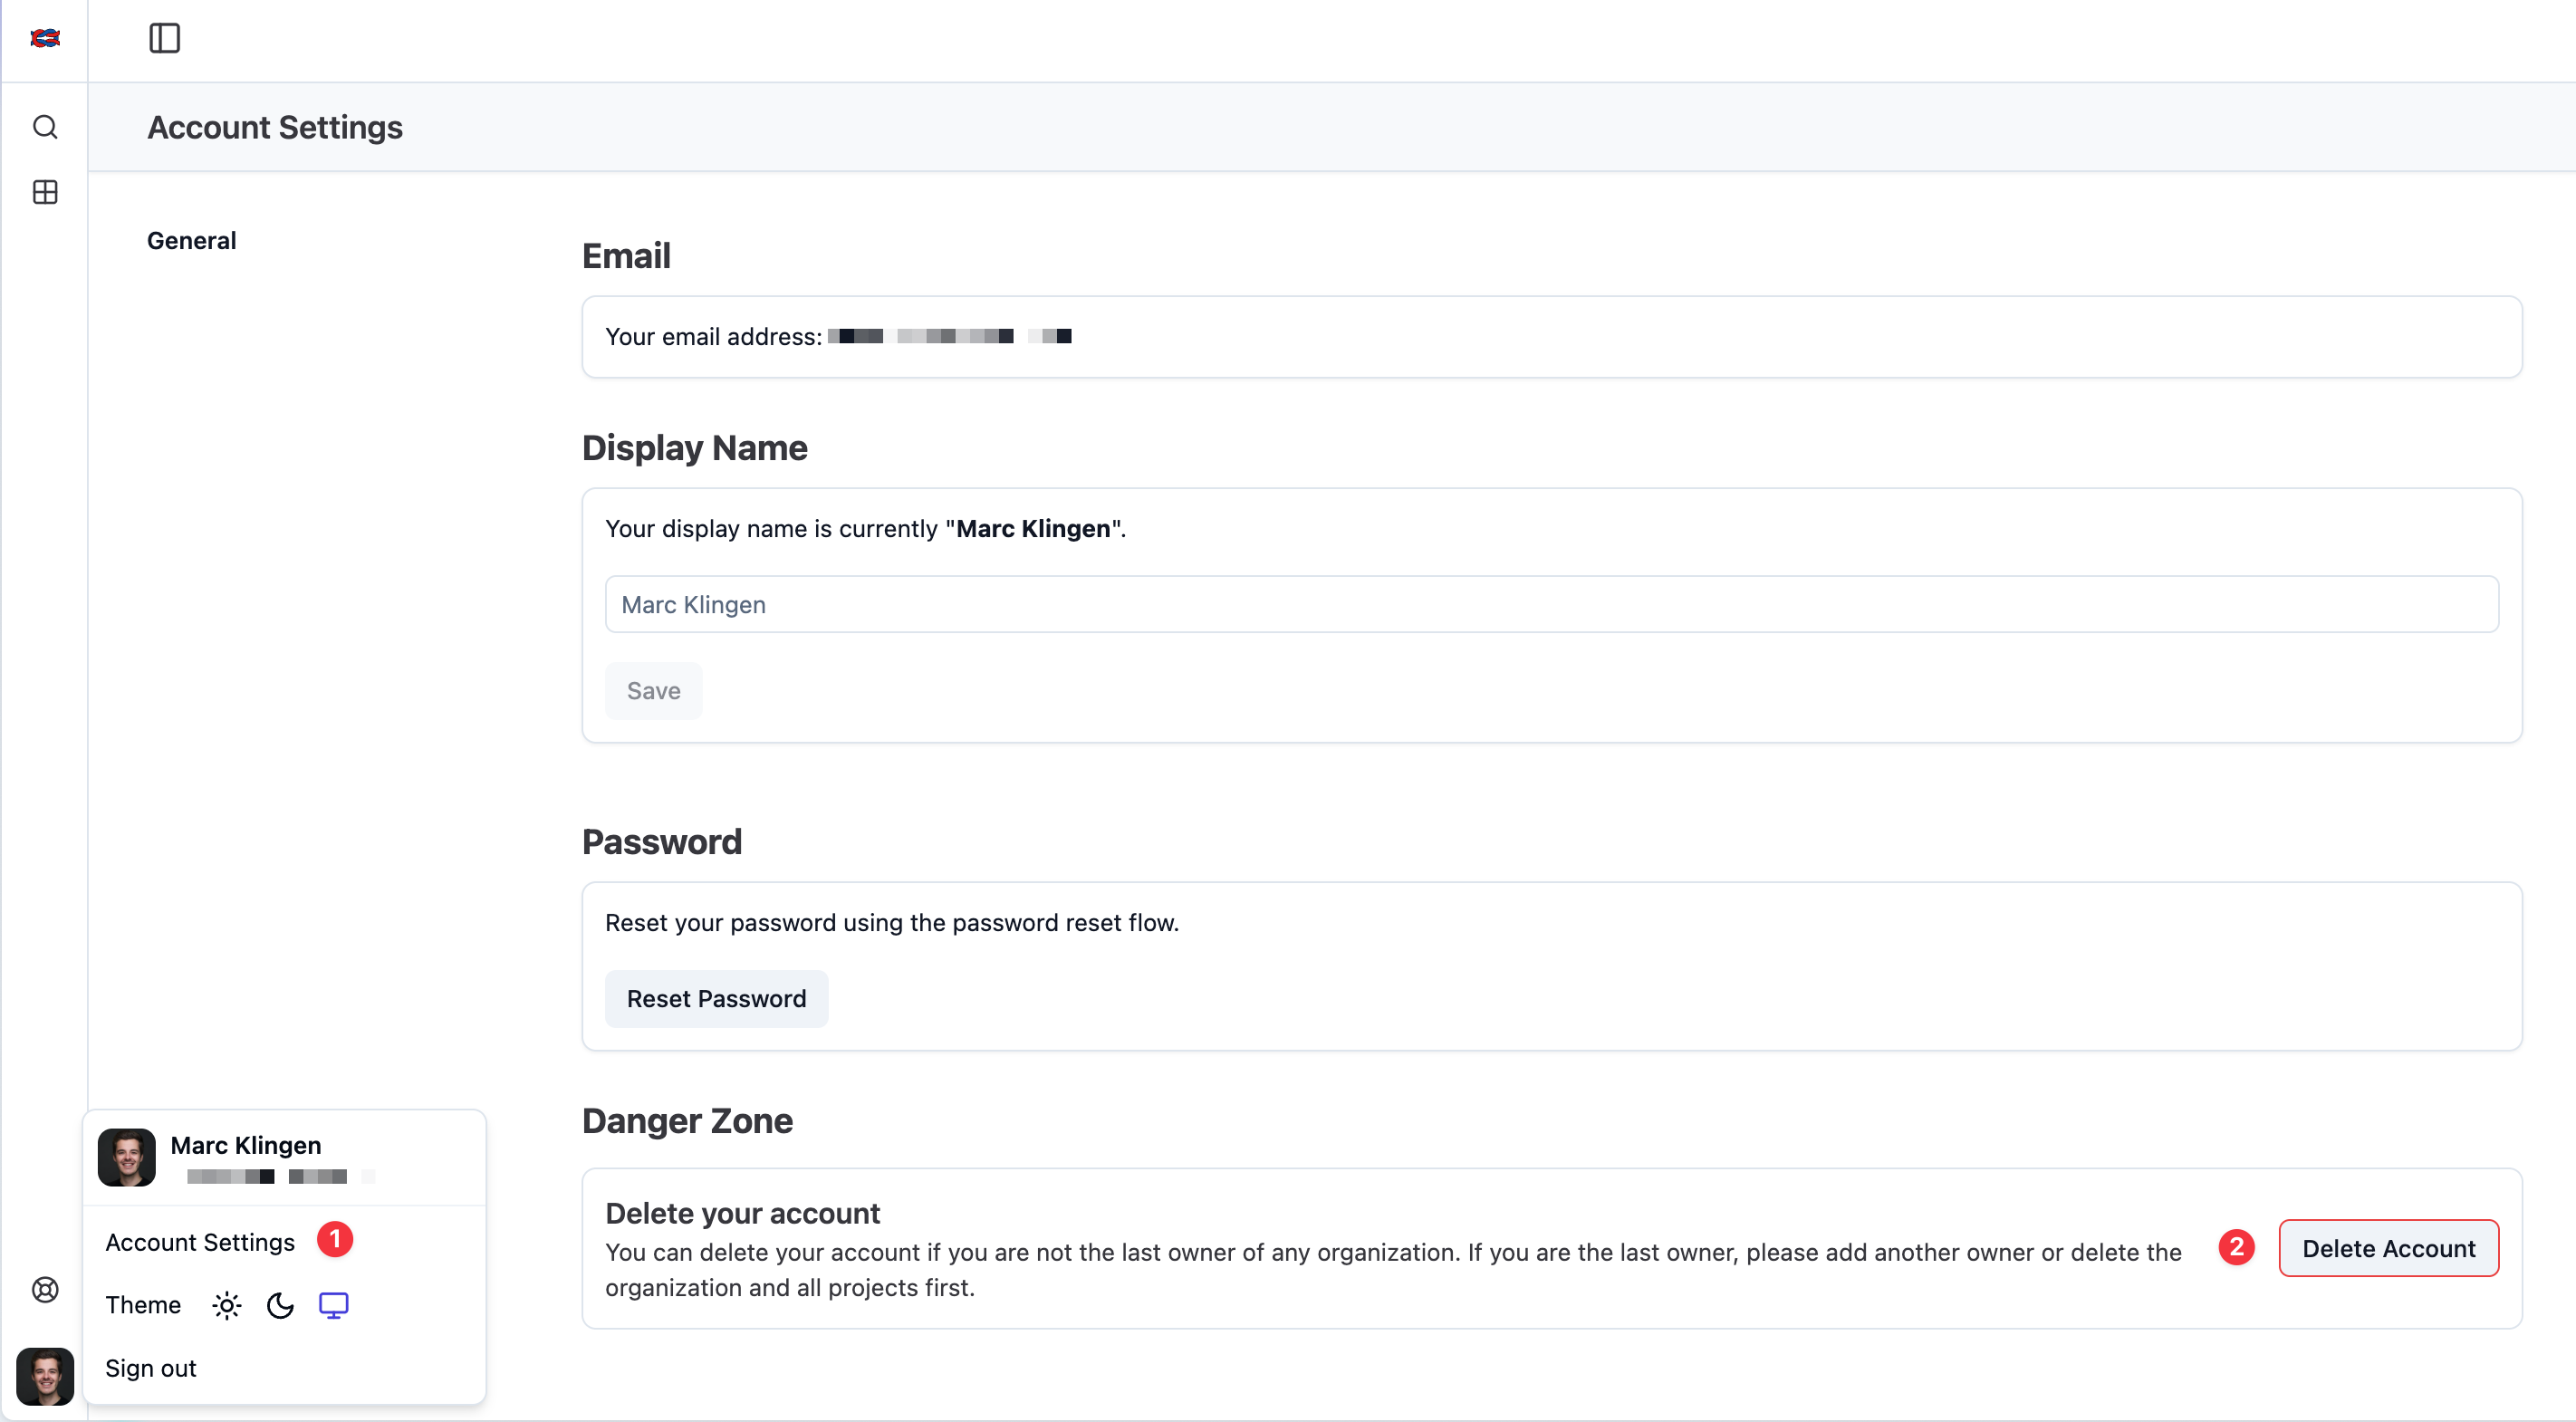 Account Settings
General
Email
Your email address:
Display Name
Your display name is currently "Marc Klingen".
Marc Klingen
Save
Password
Reset your password using the password reset flow.
Reset Password
Danger Zone
Delete your account
You can delete your account if you are not the last owner of any organization. If you are the last owner, please add another owner or delete the
organization and all projects first.
2
Delete Account
Marc Klingen
Account Settings 1
Theme
Sign out